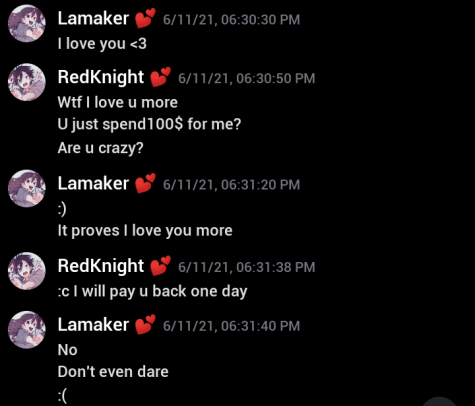 Lamaker 💕 6/11/21, 06:30:30 PM
I love you <3
RedKnight 💕 6/11/21, 06:30:50 PM
Wtf I love u more
U just spend100$ for me?
Are u crazy?
Lamaker 💕 6/11/21, 06:31:20 PM
:)
It proves I love you more
RedKnight 💕 6/11/21, 06:31:38 PM
:c I will pay u back one day
Lamaker 💕 6/11/21, 06:31:40 PM
No
Don't even dare
:(